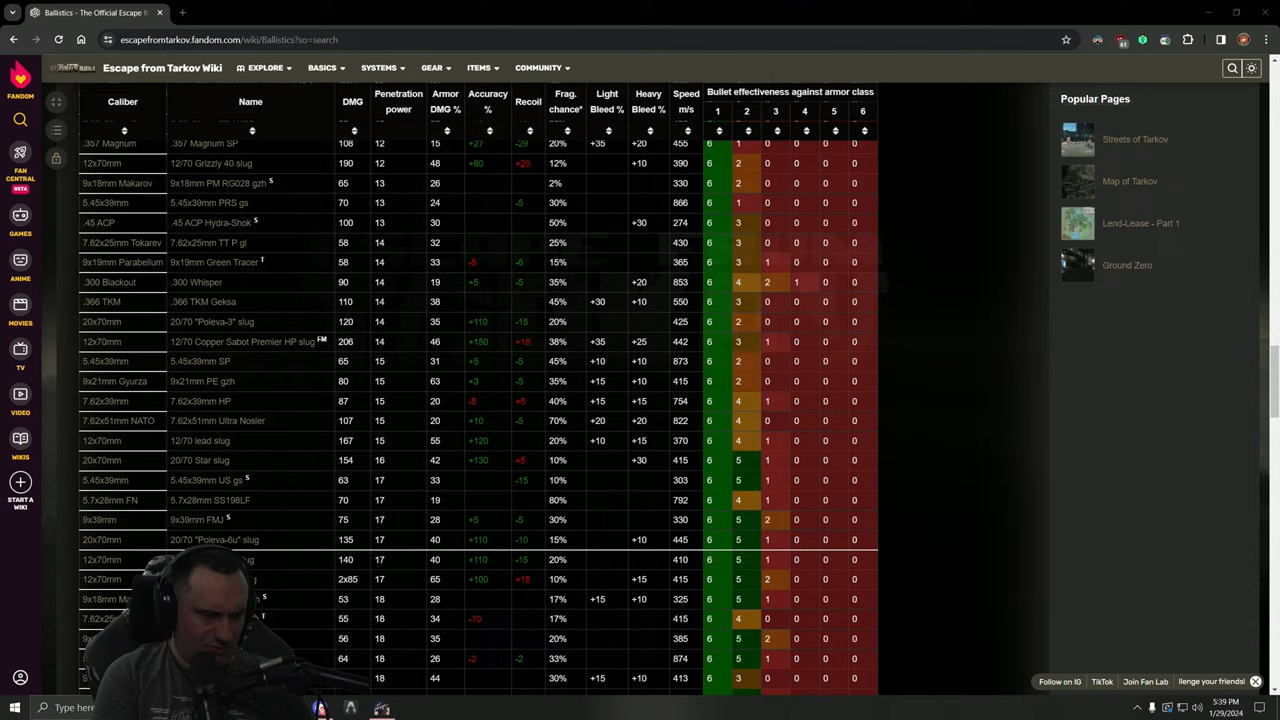 Ballistics - The Official Escape f
escapefromtarkov.fandom.com/wiki/Ballistics?so=search
61
FANDOM
FAN CENTRAL
BETA
GAMES
ANIME
MOVIES
TV
VIDEO
WIKIS
START A WIKI
Escape from Tarkov Wiki EXPLORE BASICS SYSTEMS GEAR ITEMS COMMUNITY
Caliber Name DMG Penetration power Armor DMG % Accuracy % Recoil Frag. chance* Light Bleed % Heavy Bleed % Speed m/s Bullet effectiveness against armor class
1 2 3 4 5 6
.357 Magnum .357 Magnum SP 108 12 15 +27 -29 20% +35 +20 455 6 1 0 0 0 0
12x70mm 12/70 Grizzly 40 slug 190 12 48 +80 +20 12% +10 390 6 2 0 0 0 0
9x18mm Makarov 9x18mm PM RG028 gzh S 65 13 26 2% 330 6 2 0 0 0 0
5.45x39mm 5.45x39mm PRS gs 70 13 24 -5 30% 866 6 1 0 0 0 0
.45 ACP .45 ACP Hydra-Shok S 100 13 30 50% +30 274 6 3 0 0 0 0
7.62x25mm Tokarev 7.62x25mm TT P gl 58 14 32 25% 430 6 3 0 0 0 0
9x19mm Parabellum 9x19mm Green Tracer T 58 14 33 -5 -6 15% 365 6 3 1 0 0 0
.300 Blackout .300 Whisper 90 14 19 +5 -5 35% +20 853 6 4 2 1 0 0
.366 TKM .366 TKM Geksa 110 14 38 45% +30 +10 550 6 3 0 0 0 0
20x70mm 20/70 "Poleva-3" slug 120 14 35 +110 -15 20% 425 6 2 0 0 0 0
12x70mm 12/70 Copper Sabot Premier HP slug FM 206 14 46 +150 +10 38% +35 +25 442 6 3 1 0 0 0
5.45x39mm 5.45x39mm SP 65 15 31 +5 -5 45% +10 +10 873 6 2 0 0 0 0
9x21mm Gyurza 9x21mm PE gzh 80 15 63 +3 -5 35% +15 +10 415 6 2 0 0 0 0
7.62x39mm 7.62x39mm HP 87 15 20 -5 +5 40% +15 +15 754 6 4 1 0 0 0
7.62x51mm NATO 7.62x51mm Ultra Nosler 107 15 20 +10 -5 70% +20 +20 822 6 4 0 0 0 0
12x70mm 12/70 lead slug 167 15 55 +120 20% +10 +15 370 6 4 1 0 0 0
20x70mm 20/70 Star slug 154 16 42 +130 +5 10% +30 415 6 5 1 0 0 0
5.45x39mm 5.45x39mm US gs S 63 17 33 -15 10% 303 6 5 1 0 0 0
5.7x28mm FN 5.7x28mm SS198LF 70 17 19 80% 792 6 4 1 0 0 0
9x39mm 9x39mm FMJ S 75 17 28 +5 -5 30% 330 6 5 2 0 0 0
20x70mm 20/70 "Poleva-6u" slug 135 17 40 +110 -10 15% +10 445 6 5 1 0 0 0
12x70mm 140 17 40 +110 -15 20% 410 6 5 1 0 0 0
12x70mm 2x85 17 65 +100 +15 10% +15 415 6 5 2 0 0 0
9x18mm S 53 18 28 17% +15 +10 325 6 5 1 0 0 0
7.62x25 T 55 18 34 -10 17% 415 6 4 0 0 0 0
56 18 35 20% 385 6 5 2 0 0 0
64 18 26 -2 -2 33% 874 6 5 1 0 0 0
18 44 30% +15 +10 413 6 3 0 0 0 0
Popular Pages
Streets of Tarkov
Map of Tarkov
Lend-Lease - Part 1
Ground Zero
Follow on IG TikTok Join Fan Lab llenge your friends!
Type here
5:39 PM
1/29/2024